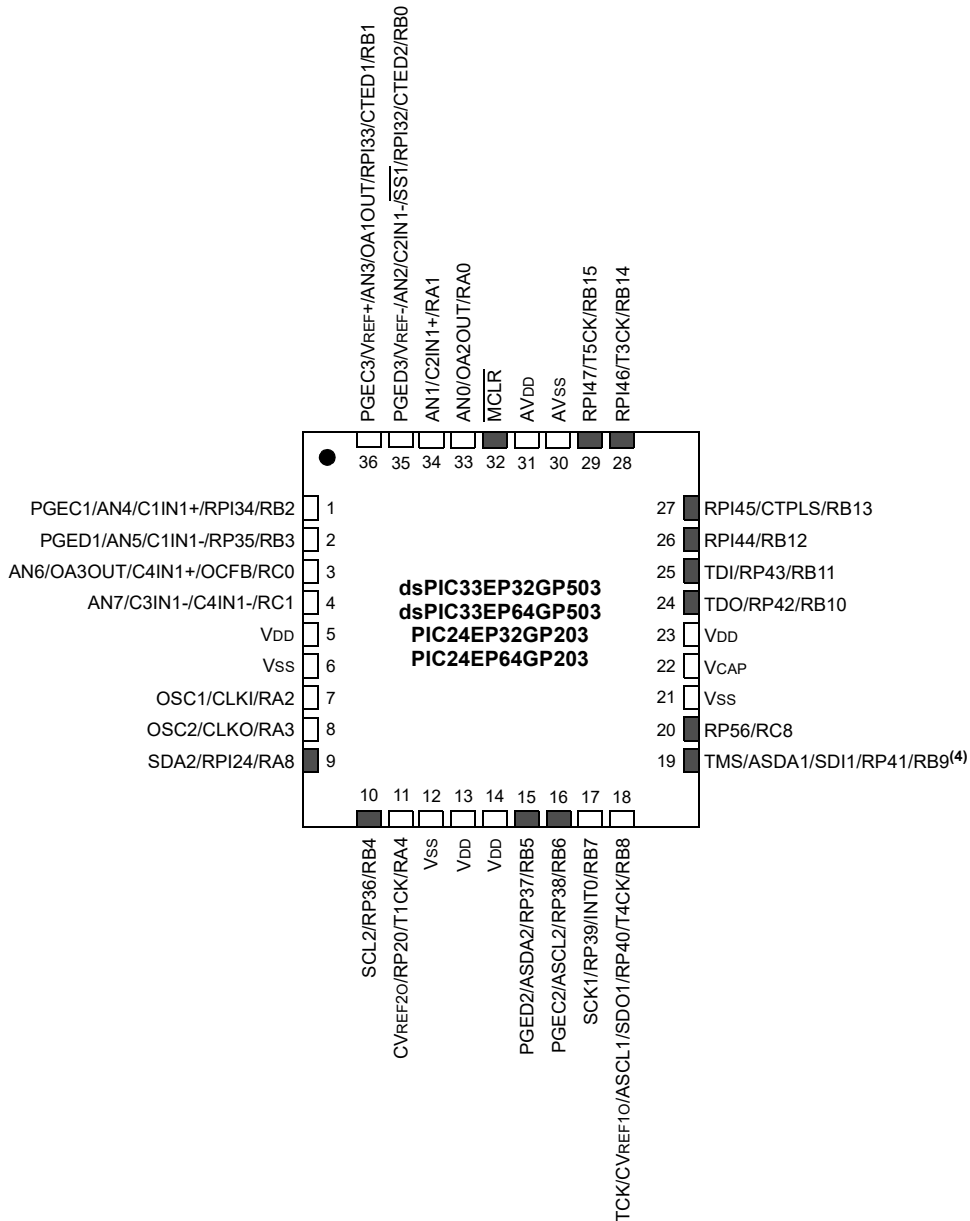 PGEC3/VREF+/AN3/OA1OUT/RPI33/CTED1/RB1
PGED3/VREF-/AN2/C2IN1-/SS1/RPI32/CTED2/RB0
AN1/C2IN1+/RA1
AN0/OA2OUT/RA0
MCLR
AVDD
AVSS
RPI47/T5CK/RB15
RPI46/T3CK/RB14
36 35 34 33 32 31 30 29 28
PGEC1/AN4/C1IN1+/RPI34/RB2 1
PGED1/AN5/C1IN1-/RP35/RB3 2
AN6/OA3OUT/C4IN1+/OCFB/RC0 3
AN7/C3IN1-/C4IN1-/RC1 4
VDD 5
VSS 6
OSC1/CLKI/RA2 7
OSC2/CLKO/RA3 8
SDA2/RPI24/RA8 9
dsPIC33EP32GP503
dsPIC33EP64GP503
PIC24EP32GP203
PIC24EP64GP203
27 RPI45/CTPLS/RB13
26 RPI44/RB12
25 TDI/RP43/RB11
24 TDO/RP42/RB10
23 VDD
22 VCAP
21 VSS
20 RP56/RC8
19 TMS/ASDA1/SDI1/RP41/RB9(4)
10 11 12 13 14 15 16 17 18
SCL2/RP36/RB4
CVREF2O/RP20/T1CK/RA4
VSS
VDD
VDD
PGED2/ASDA2/RP37/RB5
PGEC2/ASCL2/RP38/RB6
SCK1/RP39/INT0/RB7
TCK/CVREF1O/ASCL1/SDO1/RP40/T4CK/RB8